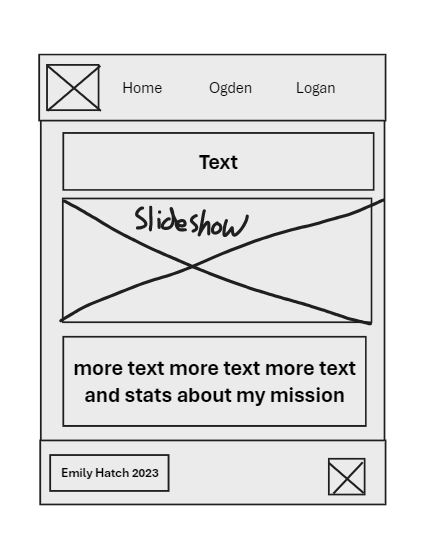 Home Ogden Logan
Text
Slideshow
more text more text more text
and stats about my mission
Emily Hatch 2023